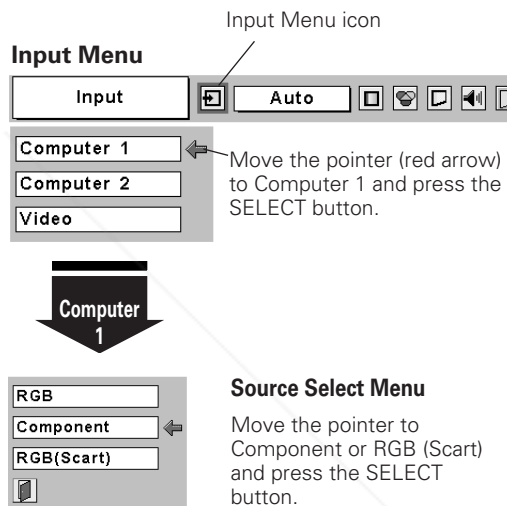 Input Menu icon
Input Menu
Input
Auto
Computer 1
Computer 2
Video
Move the pointer (red arrow)
to Computer 1 and press the
SELECT button.
Computer
1
RGB
Component
RGB(Scart)
Source Select Menu
Move the pointer to
Component or RGB (Scart)
and press the SELECT
button.